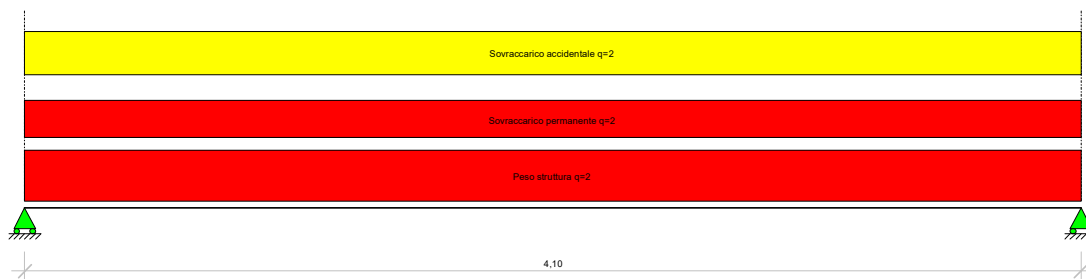 Sovraccarico accidentale q=2
Sovraccarico permanente q=2
Peso struttura q=2
4,10